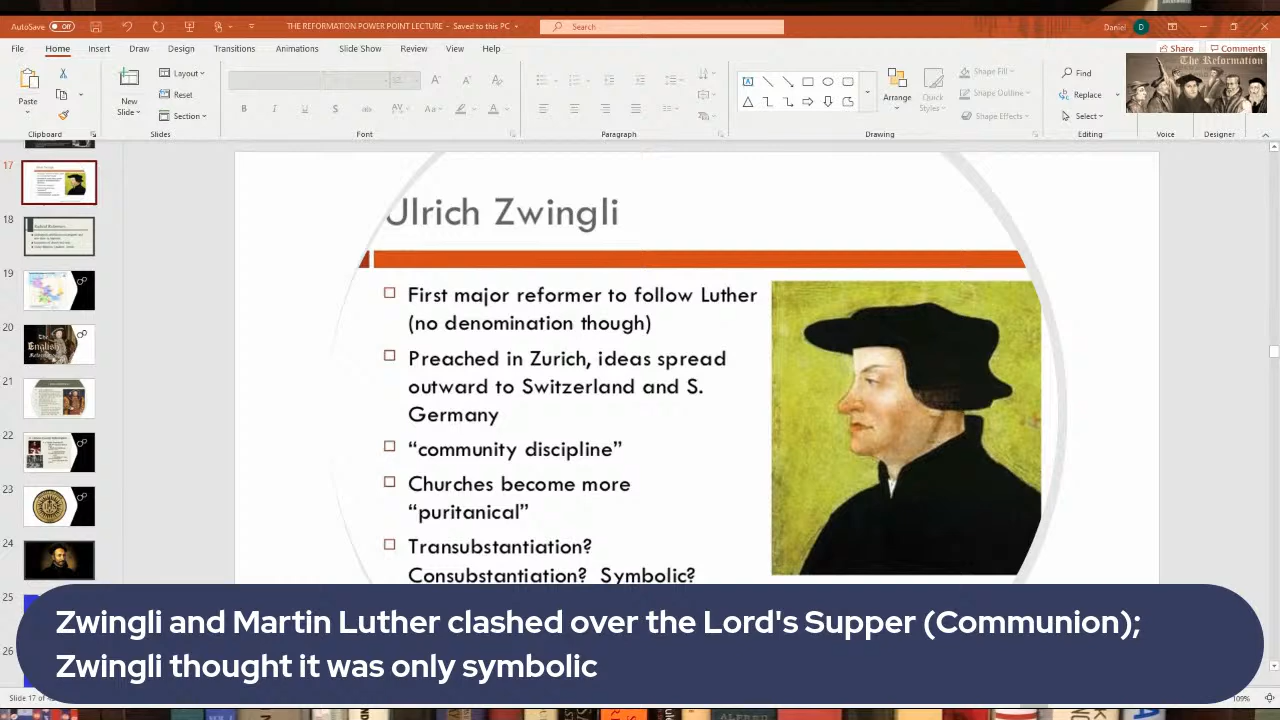 AutoSave Off THE REFORMATION POWER POINT LECTURE - Saved to this PC Search Daniel D
File Home Insert Draw Design Transitions Animations Slide Show Review View Help Share Comments
The Reformation
Paste New Slide Layout Reset Section Arrange Quick Styles Shape Fill Shape Outline Shape Effects Find Replace Select
Clipboard Slides Font Paragraph Drawing Editing Voice Designer
17
18
19
20
21
22
23
24
25
26
Ulrich Zwingli
First major reformer to follow Luther
(no denomination though)
Preached in Zurich, ideas spread
outward to Switzerland and S.
Germany
“community discipline”
Churches become more
“puritanical”
Transubstantiation?
Consubstantiation? Symbolic?
Zwingli and Martin Luther clashed over the Lord's Supper (Communion);
Zwingli thought it was only symbolic
Slide 17 of 109%